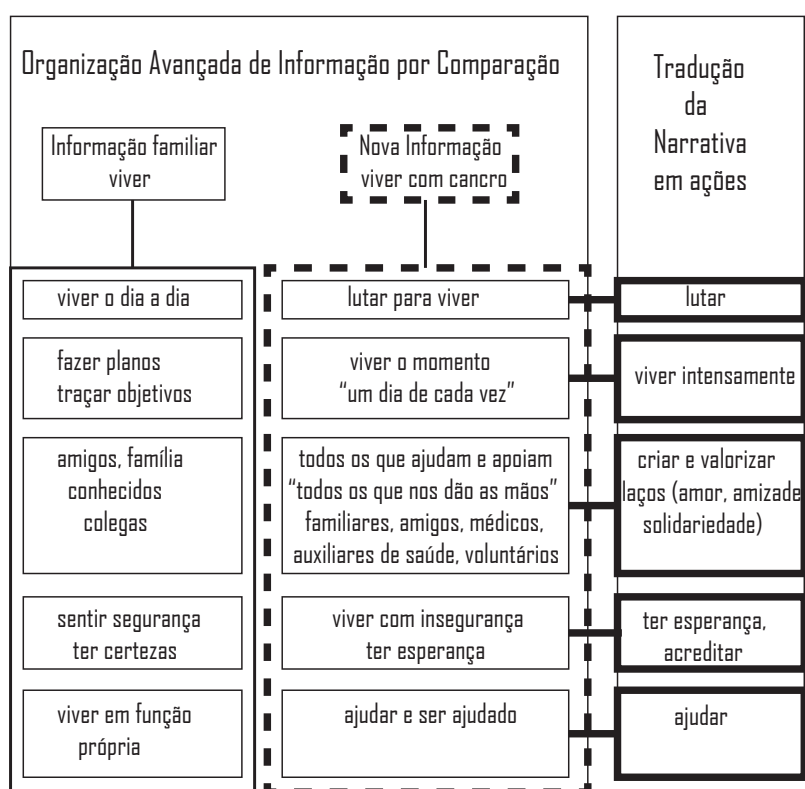 Organização Avançada de Informação por Comparação
Tradução
da
Narrativa
em ações
Informação familiar
viver
Nova Informação
viver com cancro
viver o dia a dia
lutar para viver
lutar
fazer planos
traçar objetivos
viver o momento
“um dia de cada vez”
viver intensamente
amigos, família
conhecidos
colegas
todos os que ajudam e apoiam
“todos os que nos dão as mãos”
familiares, amigos, médicos,
auxiliares de saúde, voluntários
criar e valorizar
laços (amor, amizade
solidariedade)
sentir segurança
ter certezas
viver com insegurança
ter esperança
ter esperança,
acreditar
viver em função
própria
ajudar e ser ajudado
ajudar